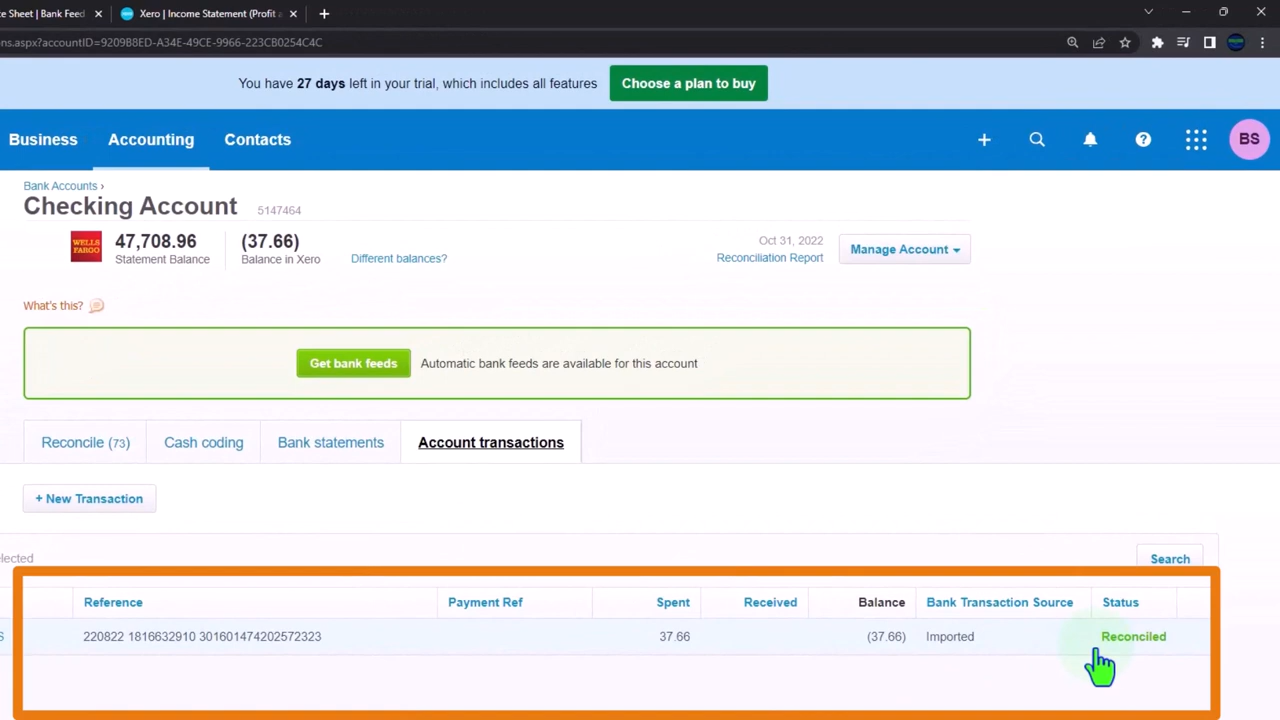 ce Sheet | Bank Feed
Xero | Income Statement (Profit a
ns.aspx?accountID=9209B8ED-A34E-49CE-9966-223CB0254C4C
You have 27 days left in your trial, which includes all features
Choose a plan to buy
Business Accounting Contacts
BS
Bank Accounts ›
Checking Account 5147464
WELLS FARGO
47,708.96 (37.66)
Statement Balance Balance in Xero Different balances?
Oct 31, 2022
Reconciliation Report
Manage Account
What's this?
Get bank feeds Automatic bank feeds are available for this account
Reconcile (73) Cash coding Bank statements Account transactions
+ New Transaction
elected
Search
Reference Payment Ref Spent Received Balance Bank Transaction Source Status
S 220822 1816632910 301601474202572323 37.66 (37.66) Imported Reconciled